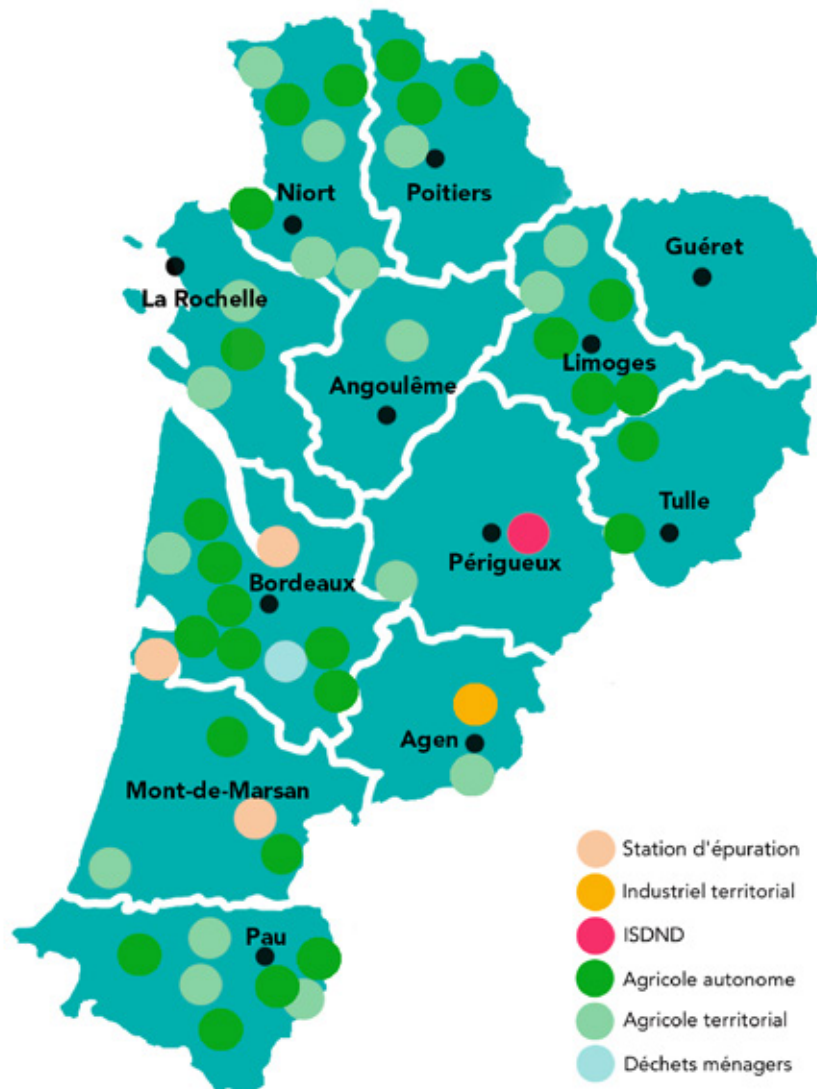 Niort
Poitiers
Guéret
La Rochelle
Limoges
Angoulême
Tulle
Périgueux
Bordeaux
Agen
Mont-de-Marsan
Pau
Station d'épuration
Industriel territorial
ISDND
Agricole autonome
Agricole territorial
Déchets ménagers